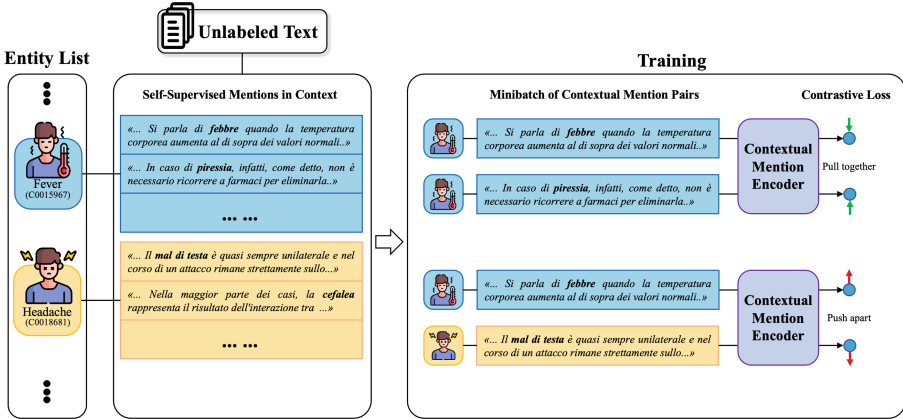 Unlabeled Text
Entity List
Training
Self-Supervised Mentions in Context
«... Si parla di febbre quando la temperatura
corporea aumenta al di sopra dei valori normali..»
«... In caso di piressia, infatti, come detto, non è
necessario ricorrere a farmaci per eliminarla..»
... ...
Fever
(C0015967)
«... Il mal di testa è quasi sempre unilaterale e nel
corso di un attacco rimane strettamente sullo...»
«... Nella maggior parte dei casi, la cefalea
rappresenta il risultato dell'interazione tra ...»
... ...
Headache
(C0018681)
Minibatch of Contextual Mention Pairs
Contrastive Loss
«... Si parla di febbre quando la temperatura
corporea aumenta al di sopra dei valori normali..»
«... In caso di piressia, infatti, come detto, non è
necessario ricorrere a farmaci per eliminarla..»
Contextual
Mention
Encoder
Pull together
«... Si parla di febbre quando la temperatura
corporea aumenta al di sopra dei valori normali..»
«... Il mal di testa è quasi sempre unilaterale e nel
corso di un attacco rimane strettamente sullo...»
Contextual
Mention
Encoder
Push apart